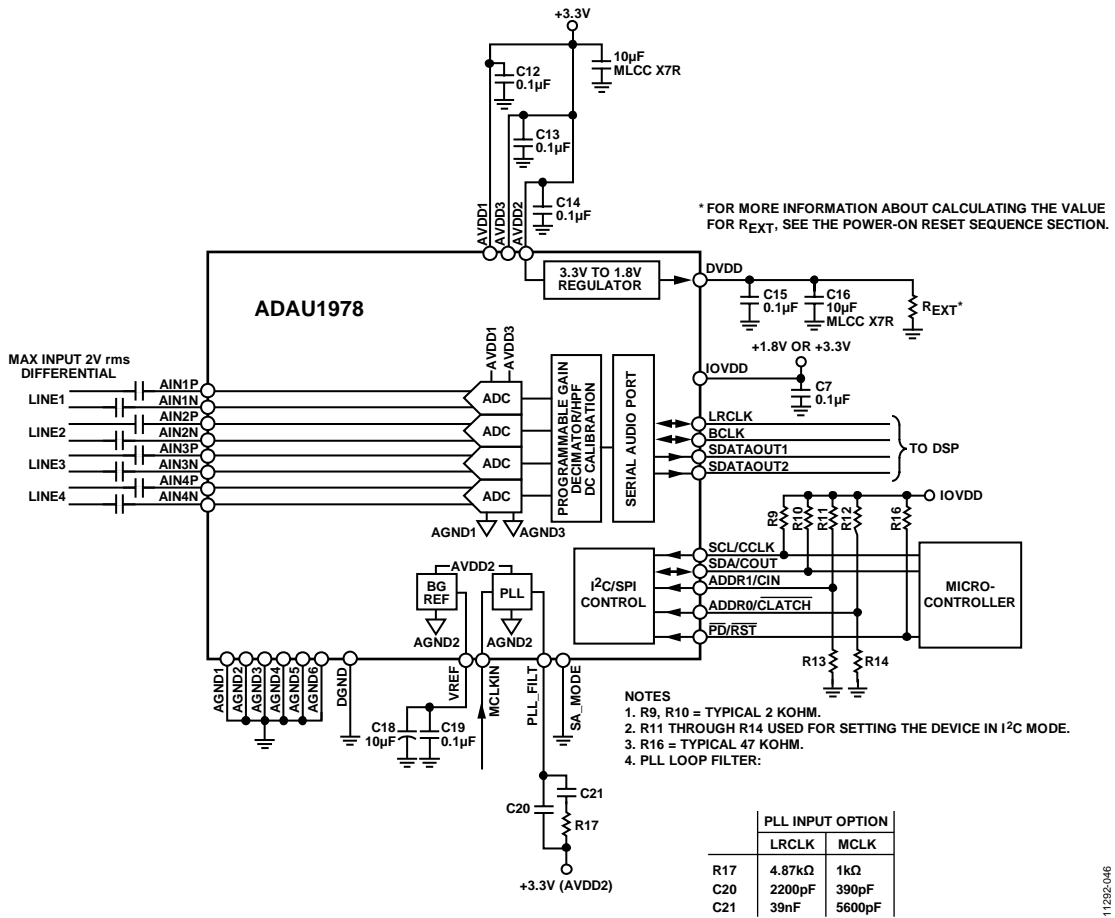 +3.3V
C12
0.1µF
10µF
MLCC X7R
C13
0.1µF
C14
0.1µF
AVDD1
AVDD3
AVDD2
* FOR MORE INFORMATION ABOUT CALCULATING THE VALUE
FOR REXT, SEE THE POWER-ON RESET SEQUENCE SECTION.
ADAU1978
3.3V TO 1.8V
REGULATOR
DVDD
C15
0.1µF
C16
10µF
MLCC X7R
REXT*
+1.8V OR +3.3V
IOVDD
C7
0.1µF
MAX INPUT 2V rms
DIFFERENTIAL
LINE1
LINE2
LINE3
LINE4
AIN1P
AIN1N
AIN2P
AIN2N
AIN3P
AIN3N
AIN4P
AIN4N
AVDD1
AVDD3
ADC
ADC
ADC
ADC
AGND1
AGND3
PROGRAMMABLE GAIN
DECIMATOR/HPF
DC CALIBRATION
SERIAL AUDIO PORT
LRCLK
BCLK
SDATAOUT1
SDATAOUT2
TO DSP
IOVDD
R9
R10
R11
R12
R16
I2C/SPI
CONTROL
SCL/CCLK
SDA/COUT
ADDR1/CIN
ADDR0/CLATCH
PD/RST
MICRO-
CONTROLLER
R13
R14
AVDD2
BG
REF
PLL
AGND2
AGND2
AGND1
AGND2
AGND3
AGND4
AGND5
AGND6
DGND
VREF
MCLKIN
PLL_FILT
SA_MODE
C18
10µF
C19
0.1µF
C20
C21
R17
+3.3V (AVDD2)
NOTES
1. R9, R10 = TYPICAL 2 KOHM.
2. R11 THROUGH R14 USED FOR SETTING THE DEVICE IN I2C MODE.
3. R16 = TYPICAL 47 KOHM.
4. PLL LOOP FILTER:
PLL INPUT OPTION
LRCLK MCLK
R17 4.87kΩ 1kΩ
C20 2200pF 390pF
C21 39nF 5600pF
11292-046